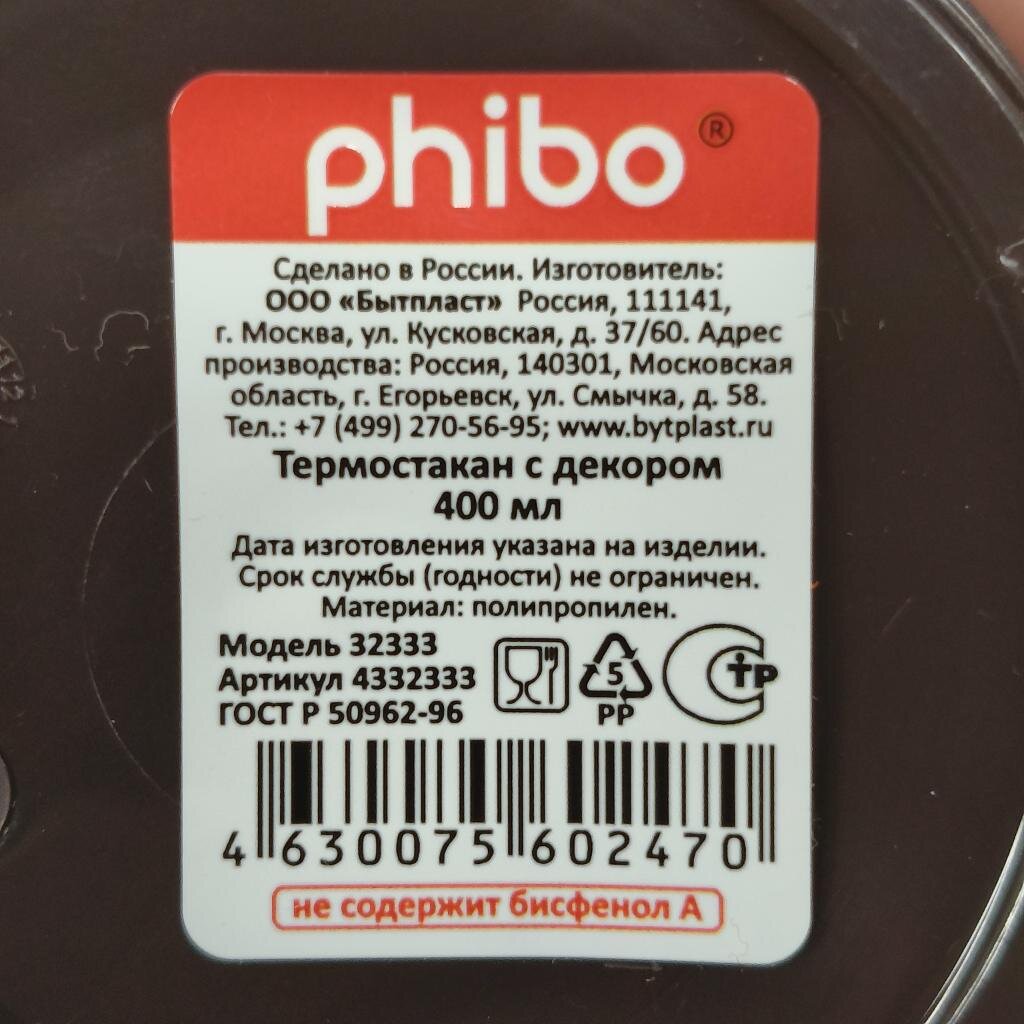 phibo ®
Сделано в России. Изготовитель:
ООО «Бытпласт» Россия, 111141,
г. Москва, ул. Кусковская, д. 37/60. Адрес
производства: Россия, 140301, Московская
область, г. Егорьевск, ул. Смычка, д. 58.
Тел.: +7 (499) 270-56-95; www.bytplast.ru
Термостакан с декором
400 мл
Дата изготовления указана на изделии.
Срок службы (годности) не ограничен.
Материал: полипропилен.
Модель 32333
Артикул 4332333
ГОСТ Р 50962-96
5
PP
СТР
4 630075 602470
не содержит бисфенол А